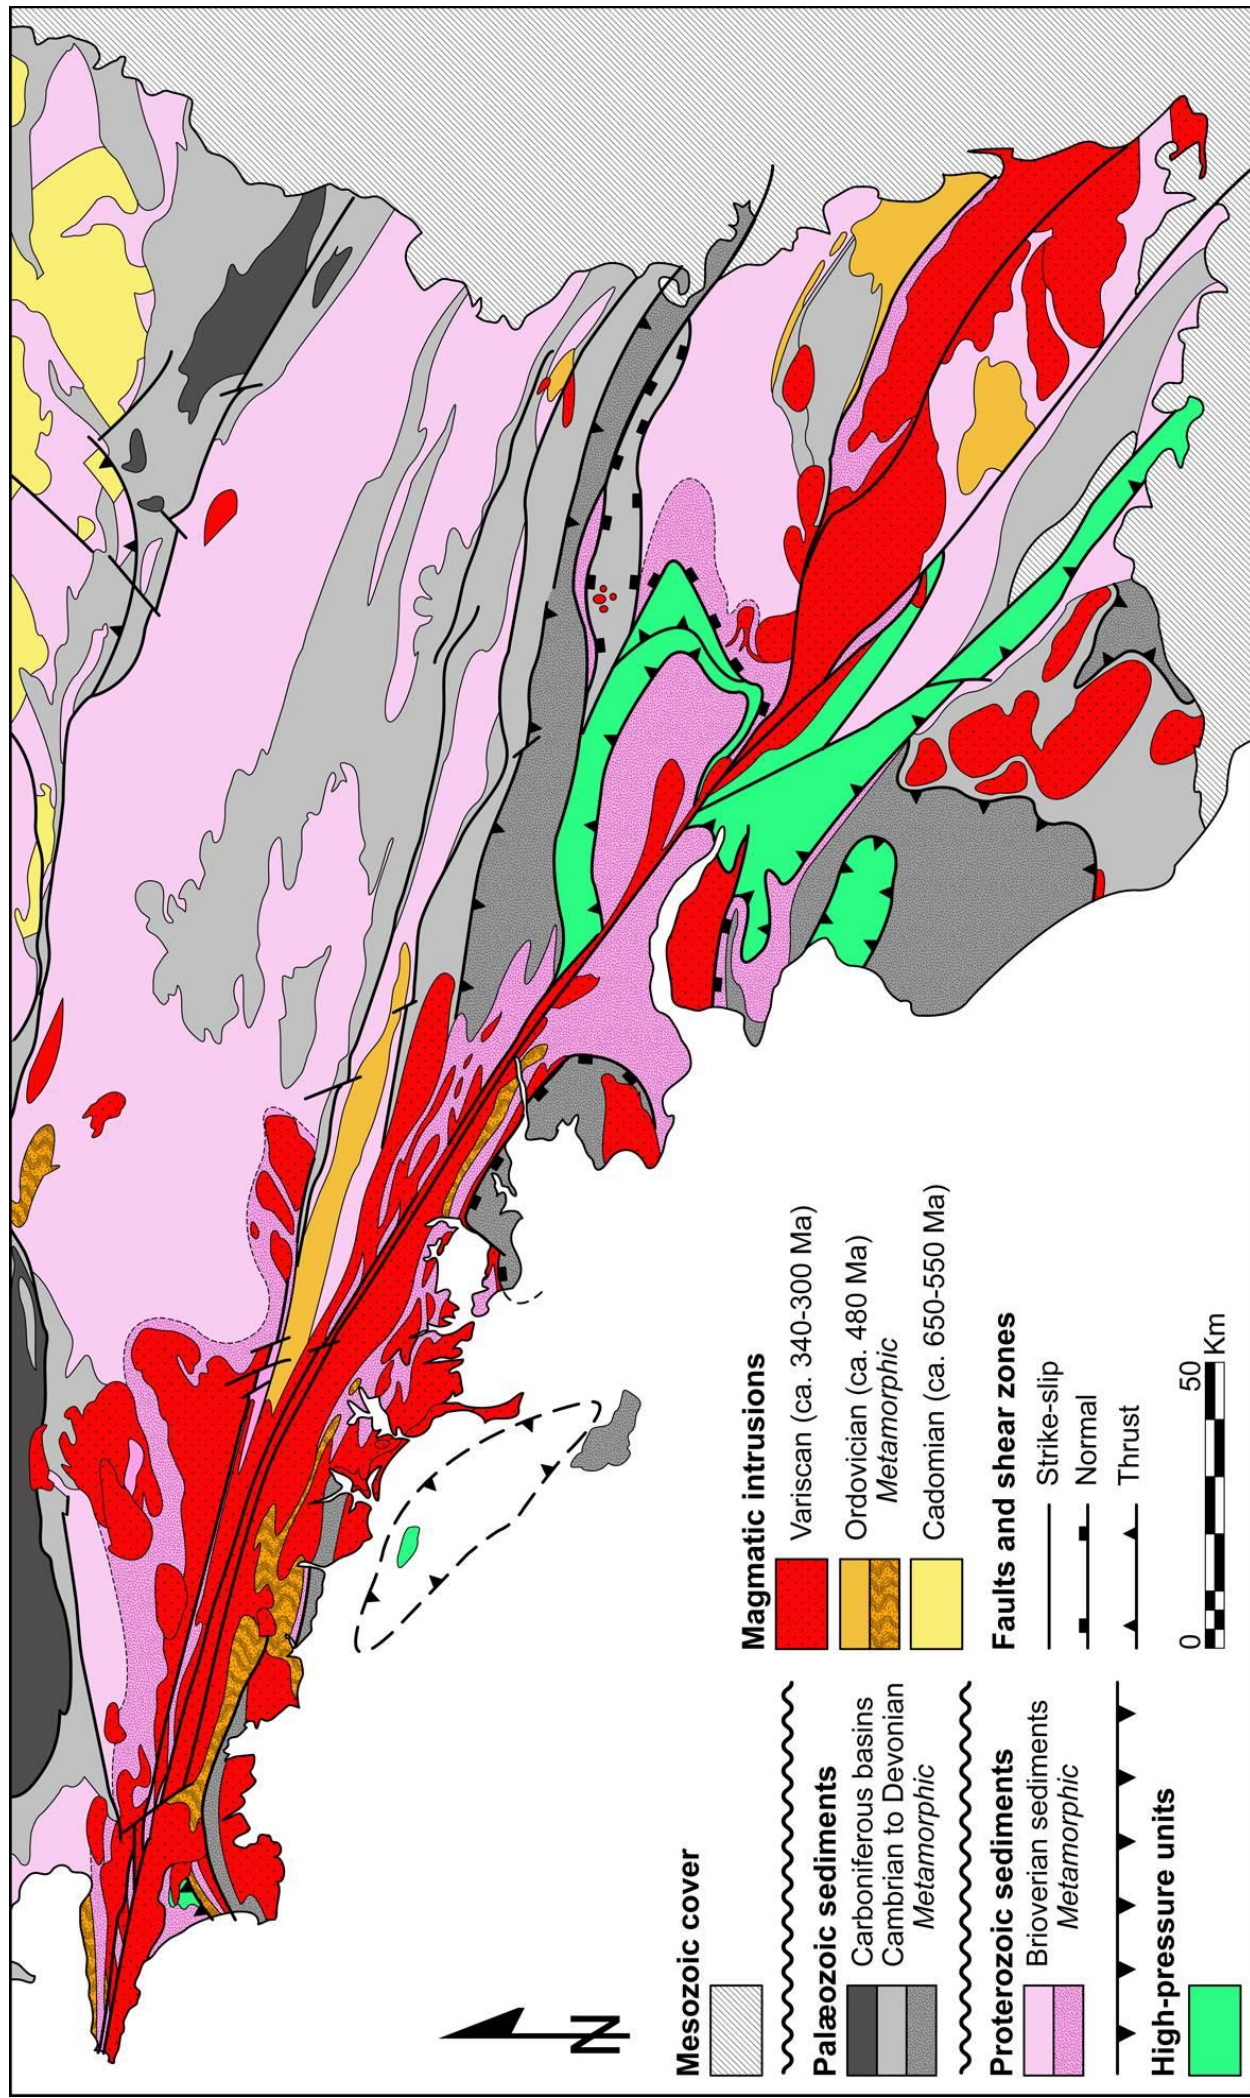 N
Mesozoic cover
Palæozoic sediments
Carboniferous basins
Cambrian to Devonian
Metamorphic
Proterozoic sediments
Brioverian sediments
Metamorphic
High-pressure units
Magmatic intrusions
Variscan (ca. 340-300 Ma)
Ordovician (ca. 480 Ma)
Metamorphic
Cadomian (ca. 650-550 Ma)
Faults and shear zones
Strike-slip
Normal
Thrust
0 50 Km